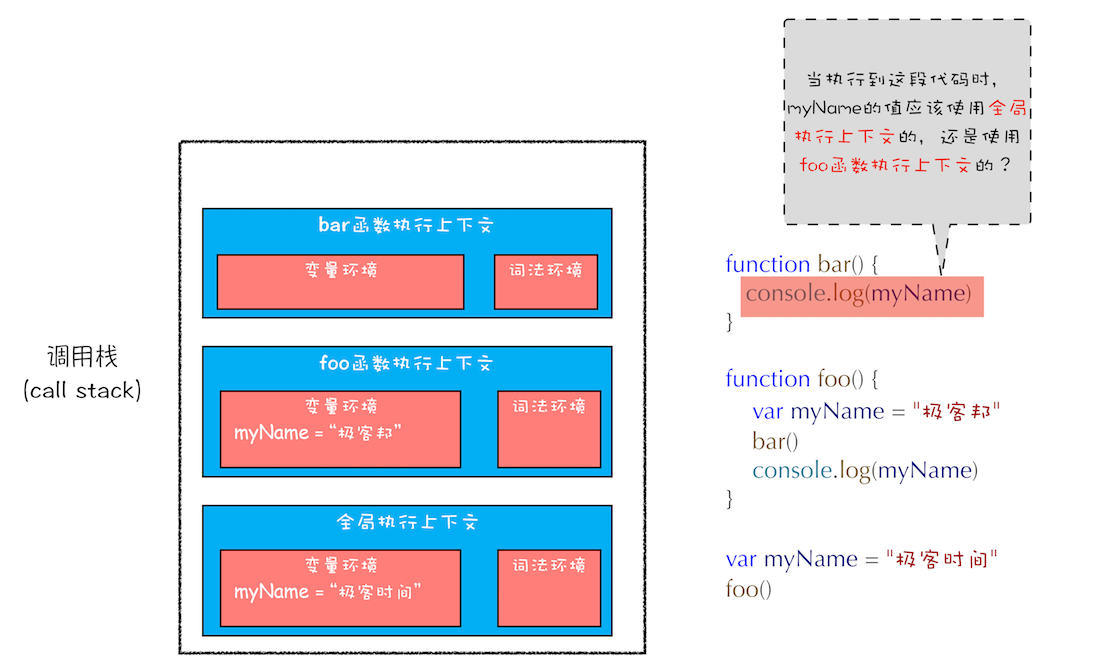 当执行到这段代码时，
myName的值应该使用全局
执行上下文的，还是使用
foo函数执行上下文的？
调用栈
(call stack)
bar函数执行上下文
变量环境
词法环境
foo函数执行上下文
变量环境
myName = “极客邦”
词法环境
全局执行上下文
变量环境
myName = “极客时间”
词法环境
function bar() {
console.log(myName)
}
function foo() {
var myName = "极客邦"
bar()
console.log(myName)
}
var myName = "极客时间"
foo()